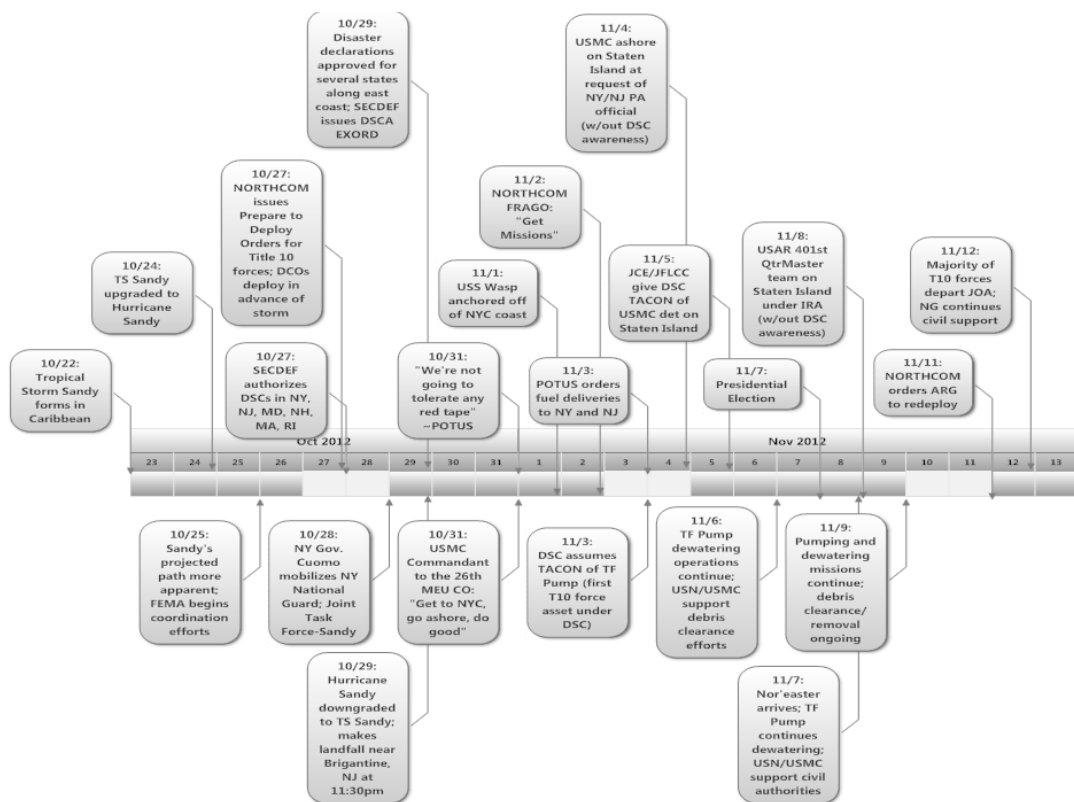 10/22:
Tropical
Storm Sandy
forms in
Caribbean
10/24:
TS Sandy
upgraded to
Hurricane
Sandy
10/27:
NORTHCOM
issues
Prepare to
Deploy
Orders for
Title 10
forces; DCOs
deploy in
advance of
storm
10/27:
SECDEF
authorizes
DSCs in NY,
NJ, MD, NH,
MA, RI
10/29:
Disaster
declarations
approved for
several states
along east
coast; SECDEF
issues DSCA
EXORD
10/31:
"We're not
going to
tolerate any
red tape"
~POTUS
11/1:
USS Wasp
anchored off
of NYC coast
11/2:
NORTHCOM
FRAGO:
"Get
Missions"
11/3:
POTUS orders
fuel deliveries
to NY and NJ
11/4:
USMC ashore
on Staten
Island at
request of
NY/NJ PA
official
(w/out DSC
awareness)
11/5:
JCE/JFLCC
give DSC
TACON of
USMC det on
Staten Island
11/7:
Presidential
Election
11/8:
USAR 401st
QtrMaster
team on
Staten Island
under IRA
(w/out DSC
awareness)
11/11:
NORTHCOM
orders ARG
to redeploy
11/12:
Majority of
T10 forces
depart JOA;
NG continues
civil support
Oct 2012
Nov 2012
23 24 25 26 27 28 29 30 31 1 2 3 4 5 6 7 8 9 10 11 12 13
10/25:
Sandy's
projected
path more
apparent;
FEMA begins
coordination
efforts
10/28:
NY Gov.
Cuomo
mobilizes NY
National
Guard; Joint
Task
Force-Sandy
10/29:
Hurricane
Sandy
downgraded
to TS Sandy;
makes
landfall near
Brigantine,
NJ at
11:30pm
10/31:
USMC
Commandant
to the 26th
MEU CO:
"Get to NYC,
go ashore, do
good"
11/3:
DSC assumes
TACON of TF
Pump (first
T10 force
asset under
DSC)
11/6:
TF Pump
dewatering
operations
continue;
USN/USMC
support
debris
clearance
efforts
11/7:
Nor'easter
arrives; TF
Pump
continues
dewatering;
USN/USMC
support civil
authorities
11/9:
Pumping and
dewatering
missions
continue;
debris
clearance/
removal
ongoing